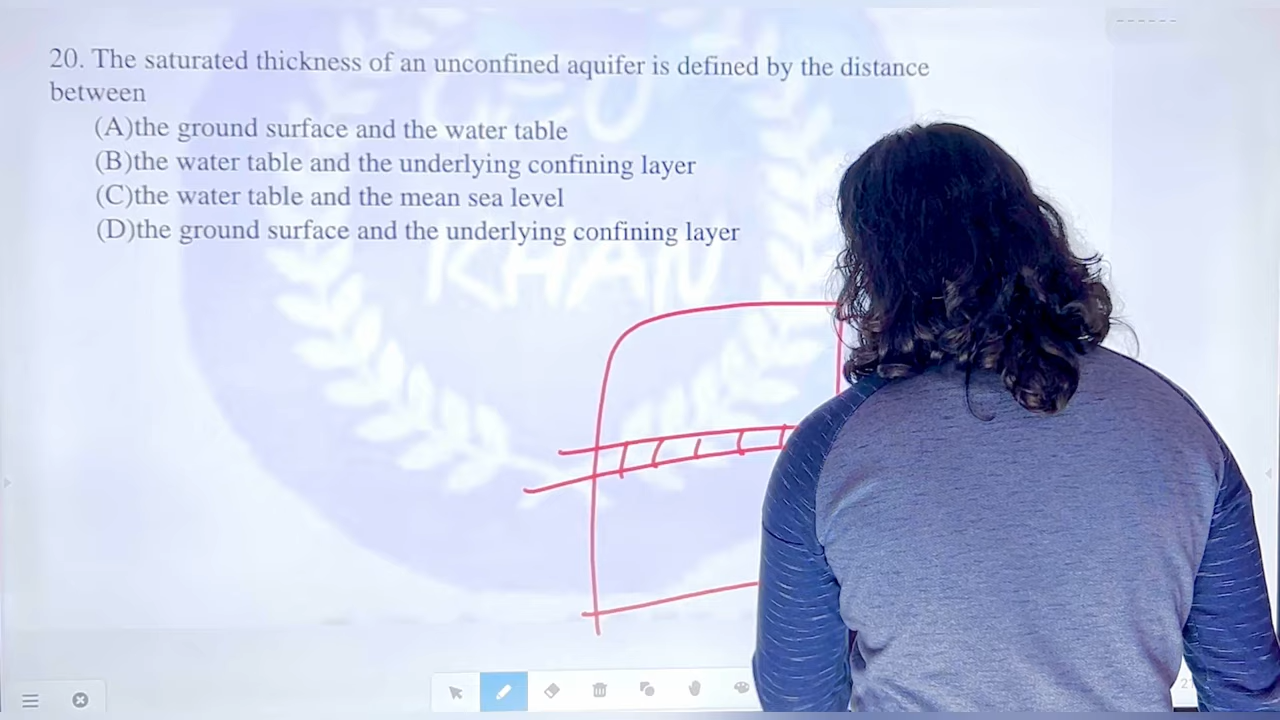 20. The saturated thickness of an unconfined aquifer is defined by the distance
between
(A)the ground surface and the water table
(B)the water table and the underlying confining layer
(C)the water table and the mean sea level
(D)the ground surface and the underlying confining layer
GEO
KHAN